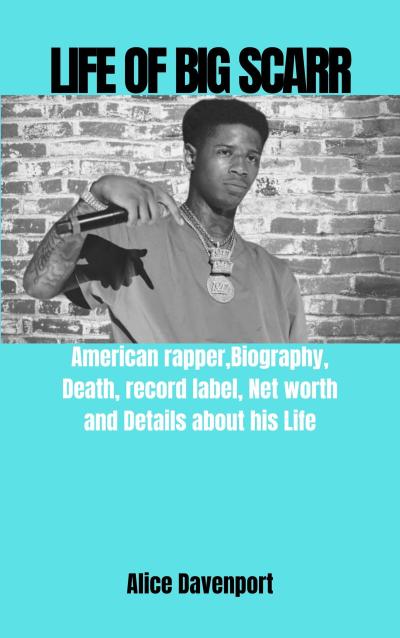 LIFE OF BIG SCARR
American rapper,Biography,
Death, record label, Net worth
and Details about his Life
Alice Davenport